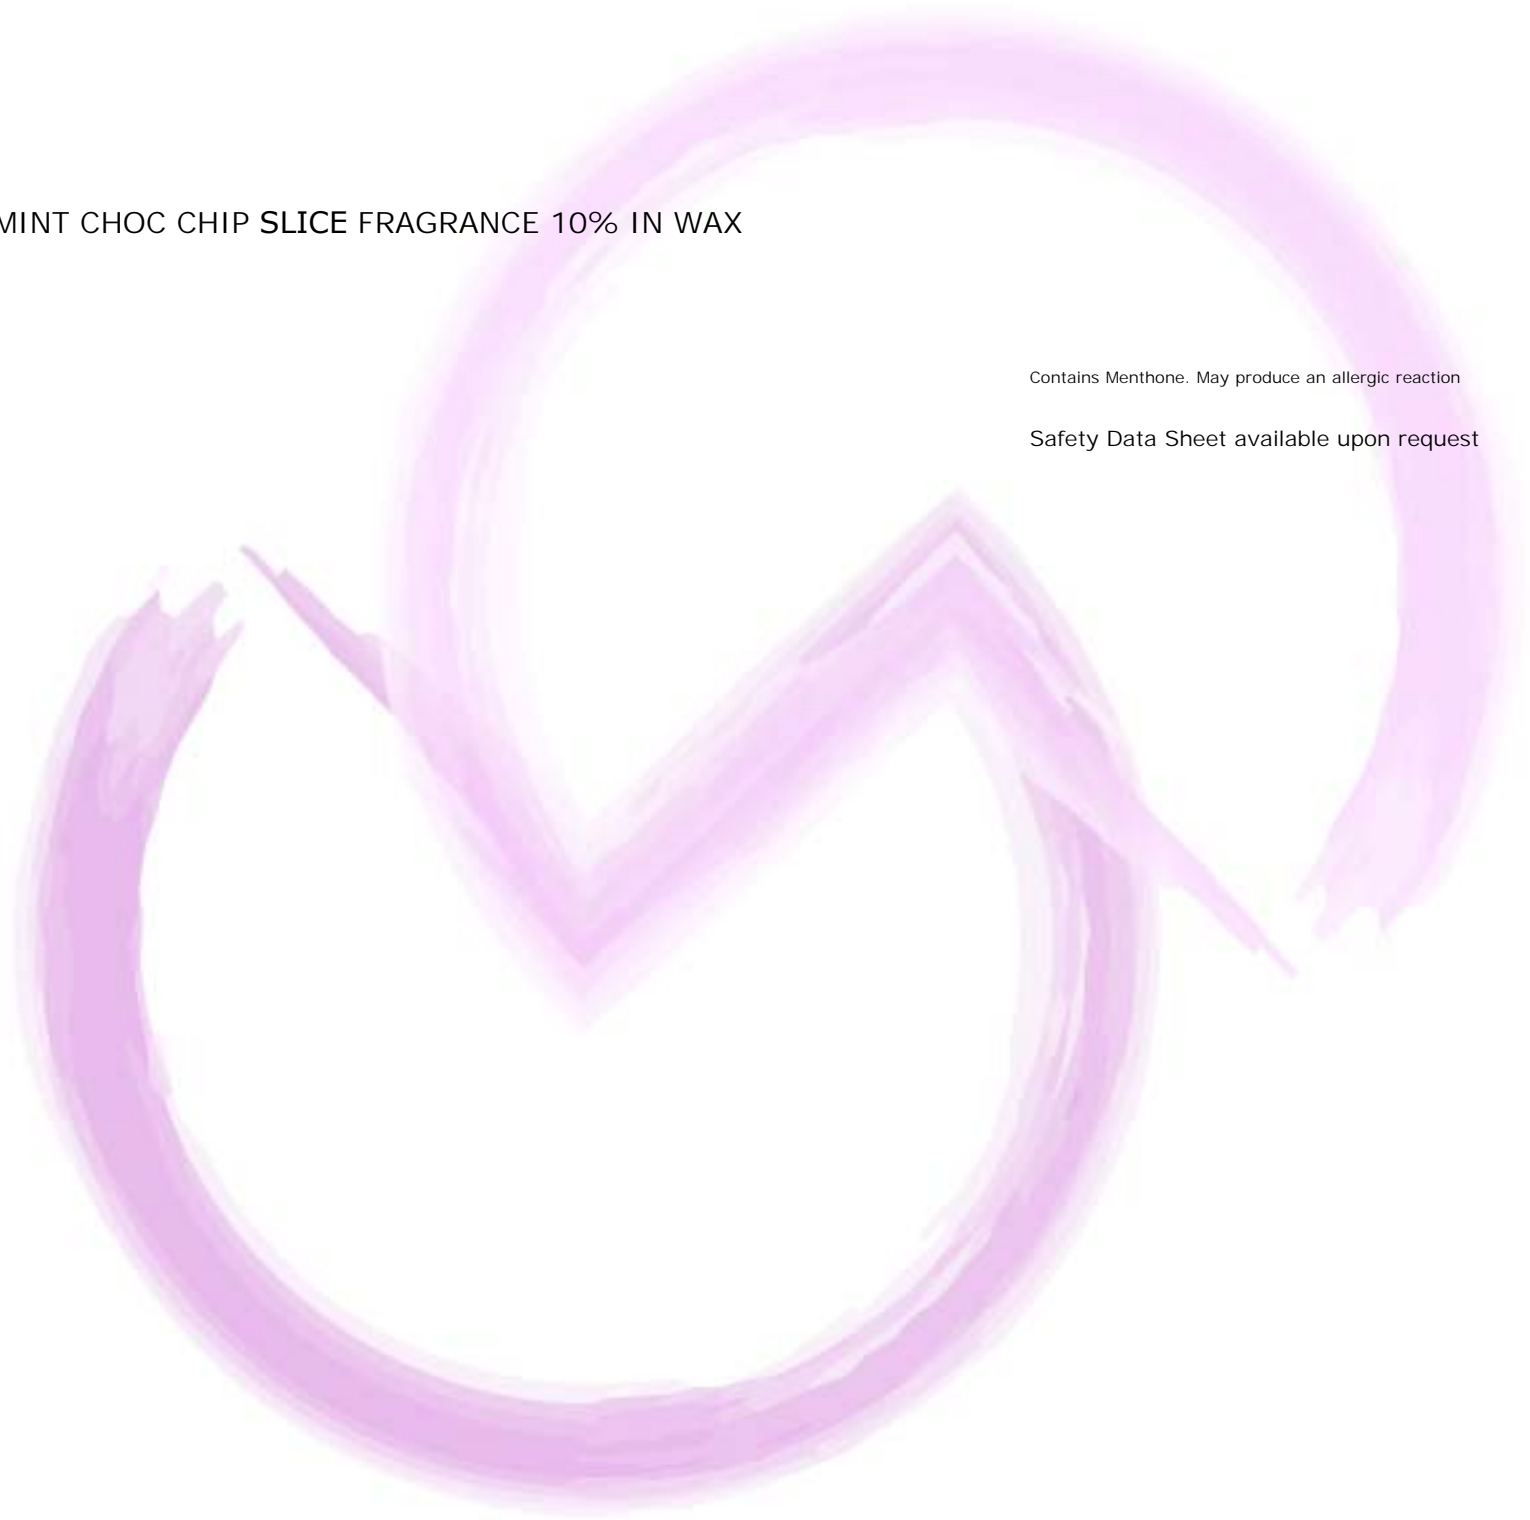 MINT CHOC CHIP SLICE FRAGRANCE 10% IN WAX
Contains Menthone. May produce an allergic reaction
Safety Data Sheet available upon request